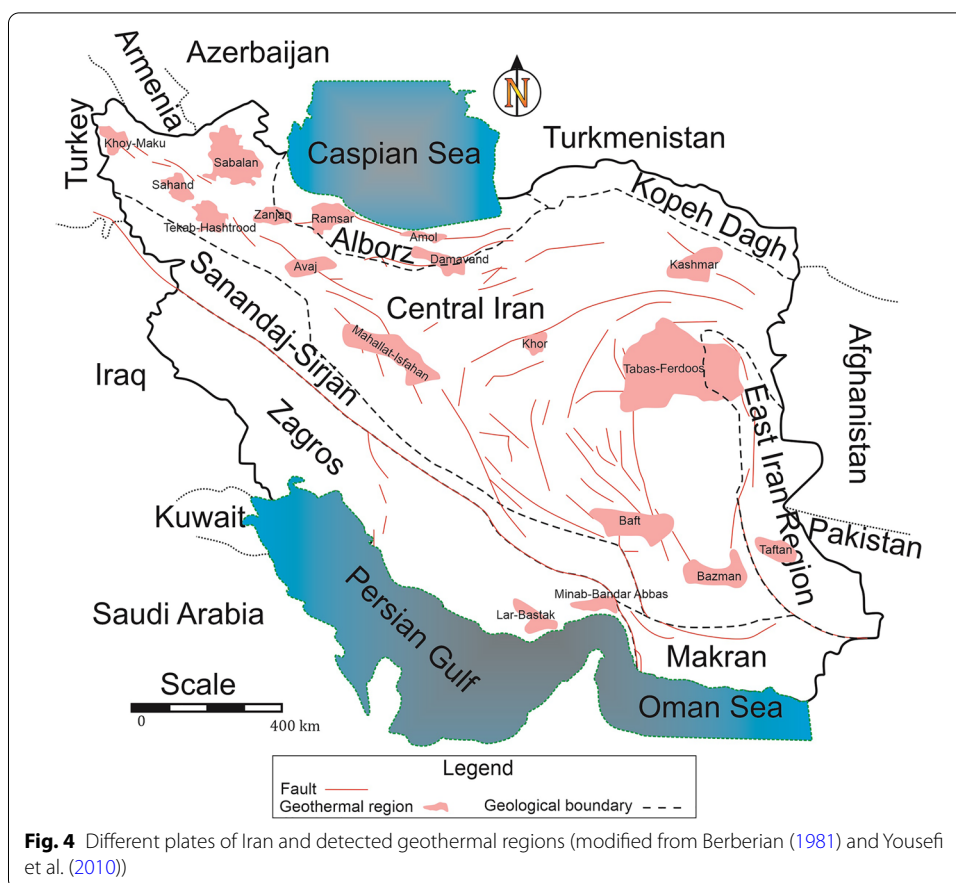 Azerbaijan
Armenia
N
Turkey
Khoy-Maku
Caspian Sea
Turkmenistan
Sabalan
Sahand
Kopeh Dagh
Zanjan
Ramsar
Tekab-Hashtrood
Amol
Alborz
Damavand
Avaj
Kashmar
Sanandaj-Sirjan
Central Iran
Mahallat-Isfahan
Khor
Afghanistan
Iraq
Tabas-Ferdoos
East Iran Region
Zagros
Kuwait
Baft
Pakistan
Taftan
Bazman
Persian Gulf
Minab-Bandar Abbas
Saudi Arabia
Lar-Bastak
Makran
Scale
Oman Sea
0
400 km
Legend
Fault
Geothermal region
Geological boundary
Fig. 4 Different plates of Iran and detected geothermal regions (modified from Berberian (1981) and Yousefi
et al. (2010))